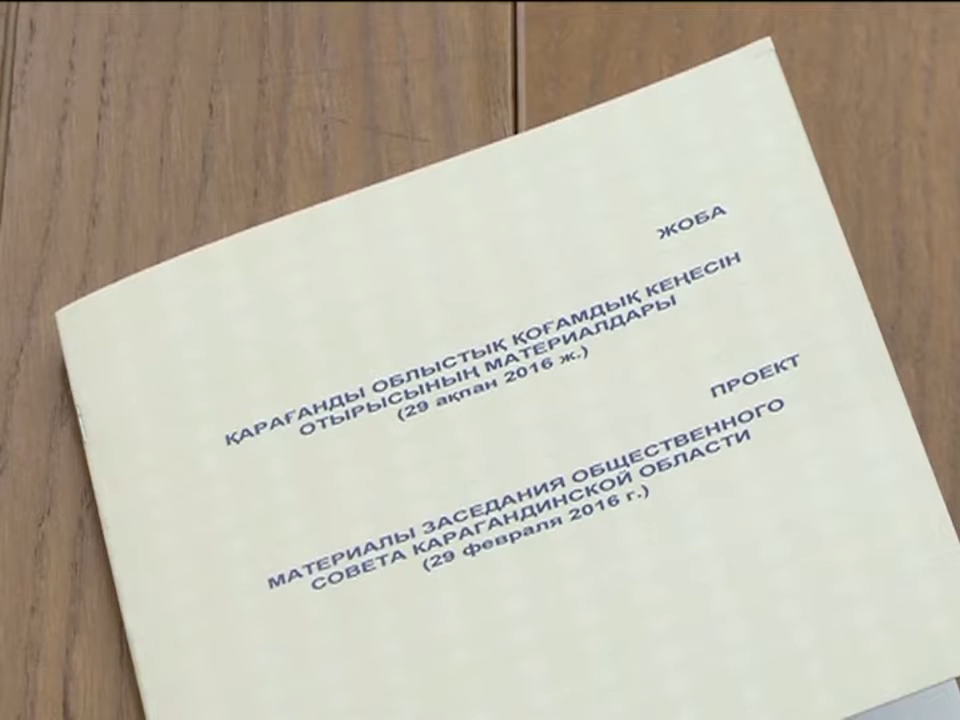 ЖОБА
ҚАРАҒАНДЫ ОБЛЫСТЫҚ ҚОҒАМДЫҚ КЕҢЕСІН
ОТЫРЫСЫНЫҢ МАТЕРИАЛДАРЫ
(29 ақпан 2016 ж.)
ПРОЕКТ
МАТЕРИАЛЫ ЗАСЕДАНИЯ ОБЩЕСТВЕННОГО
СОВЕТА КАРАГАНДИНСКОЙ ОБЛАСТИ
(29 февраля 2016 г.)